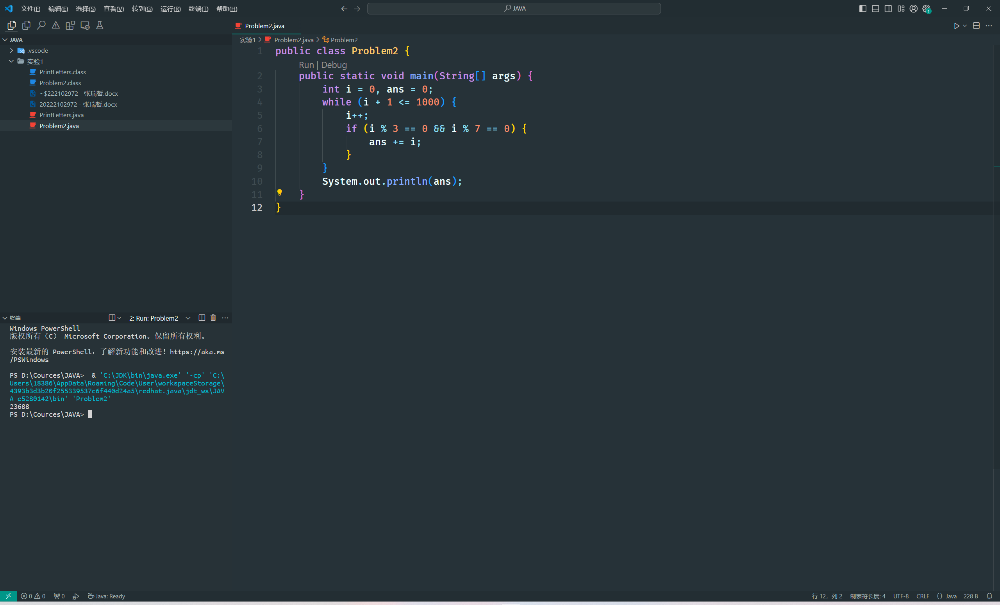 文件(F) 编辑(E) 选择(S) 查看(V) 转到(G) 运行(R) 终端(T) 帮助(H) JAVA
Problem2.java
JAVA
实验1 Problem2.java Problem2
.vscode
实验1
PrintLetters.class
Problem2.class
~$222102972 - 张瑞哲.docx
20222102972 - 张瑞哲.docx
PrintLetters.java
Problem2.java
1 public class Problem2 {
Run | Debug
2 public static void main(String[] args) {
3 int i = 0, ans = 0;
4 while (i + 1 <= 1000) {
5 i++;
6 if (i % 3 == 0 && i % 7 == 0) {
7 ans += i;
8 }
9 }
10 System.out.println(ans);
11 }
12 }
终端 2: Run: Problem2
Windows PowerShell
版权所有（C） Microsoft Corporation。保留所有权利。
安装最新的 PowerShell，了解新功能和改进！https://aka.ms
/PSWindows
PS D:\Cources\JAVA>  & 'C:\JDK\bin\java.exe' '-cp' 'C:\
Users\18386\AppData\Roaming\Code\User\workspaceStorage\
4393b3d3b20f255339537c6f440d24a5\redhat.java\jdt_ws\JAV
A_e5280142\bin' 'Problem2'
23688
PS D:\Cources\JAVA>
0 0 0 Java: Ready 行 12，列 2 制表符长度: 4 UTF-8 CRLF {} Java 228 B